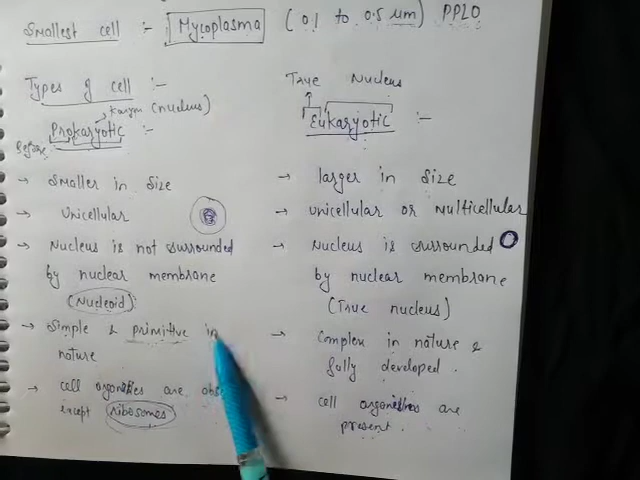 Smallest cell :- Mycoplasma (0.1 to 0.5 μm) PPLO
Types of cell :-
Karyon (nucleus)
Prokaryotic :-
Before
→ Smaller in Size
→ Unicellular
→ Nucleus is not surrounded
by nuclear membrane
(Nucleoid)
→ Simple & primitive in
nature
→ cell organelles are
except ribosomes
True Nucleus
Eukaryotic :-
→ larger in Size
→ Unicellular or Multicellular
→ Nucleus is surrounded
by nuclear membrane
(True nucleus)
→ Complex in nature &
fully developed.
→ cell organelles are
present.